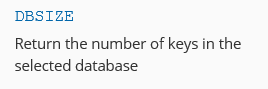 DBSIZE
Return the number of keys in the
selected database